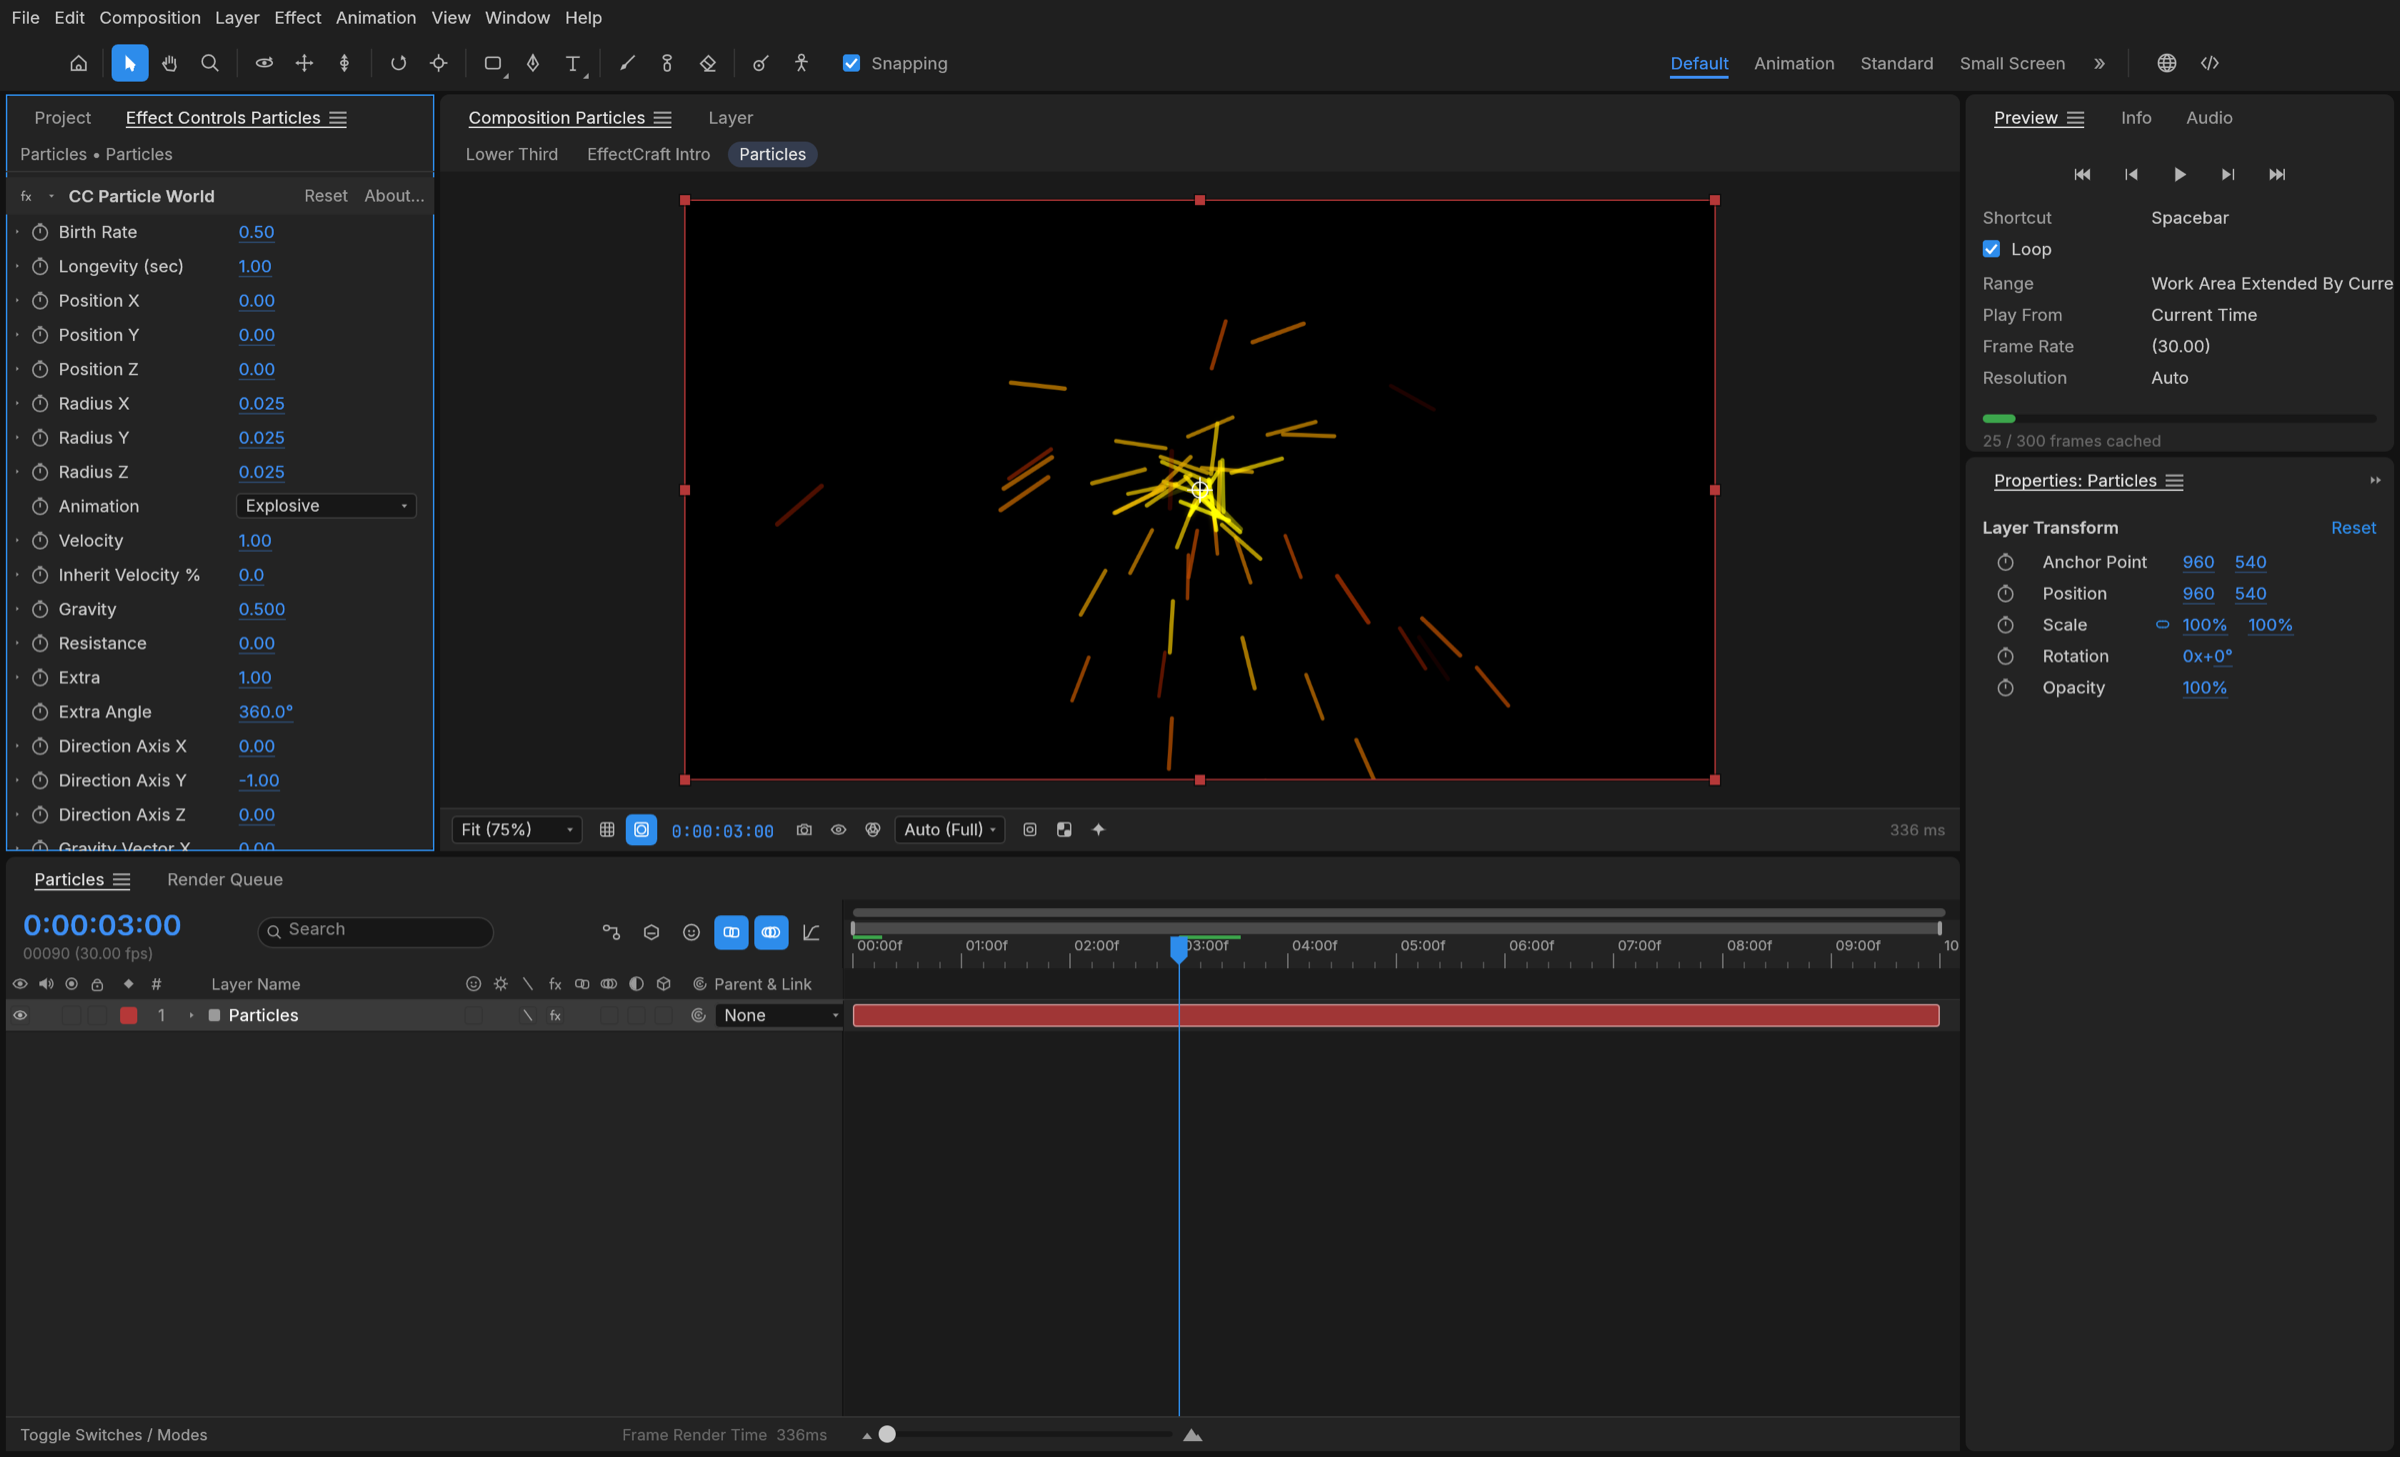 File Edit Composition Layer Effect Animation View Window Help
Snapping
Default Animation Standard Small Screen
Project Effect Controls Particles
Particles • Particles
fx CC Particle World Reset About...
Birth Rate 0.50
Longevity (sec) 1.00
Position X 0.00
Position Y 0.00
Position Z 0.00
Radius X 0.025
Radius Y 0.025
Radius Z 0.025
Animation Explosive
Velocity 1.00
Inherit Velocity % 0.0
Gravity 0.500
Resistance 0.00
Extra 1.00
Extra Angle 360.0°
Direction Axis X 0.00
Direction Axis Y -1.00
Direction Axis Z 0.00
Gravity Vector X 0.00
Composition Particles Layer
Lower Third EffectCraft Intro Particles
Fit (75%) 0:00:03:00 Auto (Full) 336 ms
Preview Info Audio
Shortcut Spacebar
Loop
Range Work Area Extended By Curre
Play From Current Time
Frame Rate (30.00)
Resolution Auto
25 / 300 frames cached
Properties: Particles
Layer Transform Reset
Anchor Point 960 540
Position 960 540
Scale 100% 100%
Rotation 0x+0°
Opacity 100%
Particles Render Queue
0:00:03:00 Search
00090 (30.00 fps)
00:00f 01:00f 02:00f 03:00f 04:00f 05:00f 06:00f 07:00f 08:00f 09:00f 10
# Layer Name fx Parent & Link
1 Particles fx None
Toggle Switches / Modes Frame Render Time 336ms